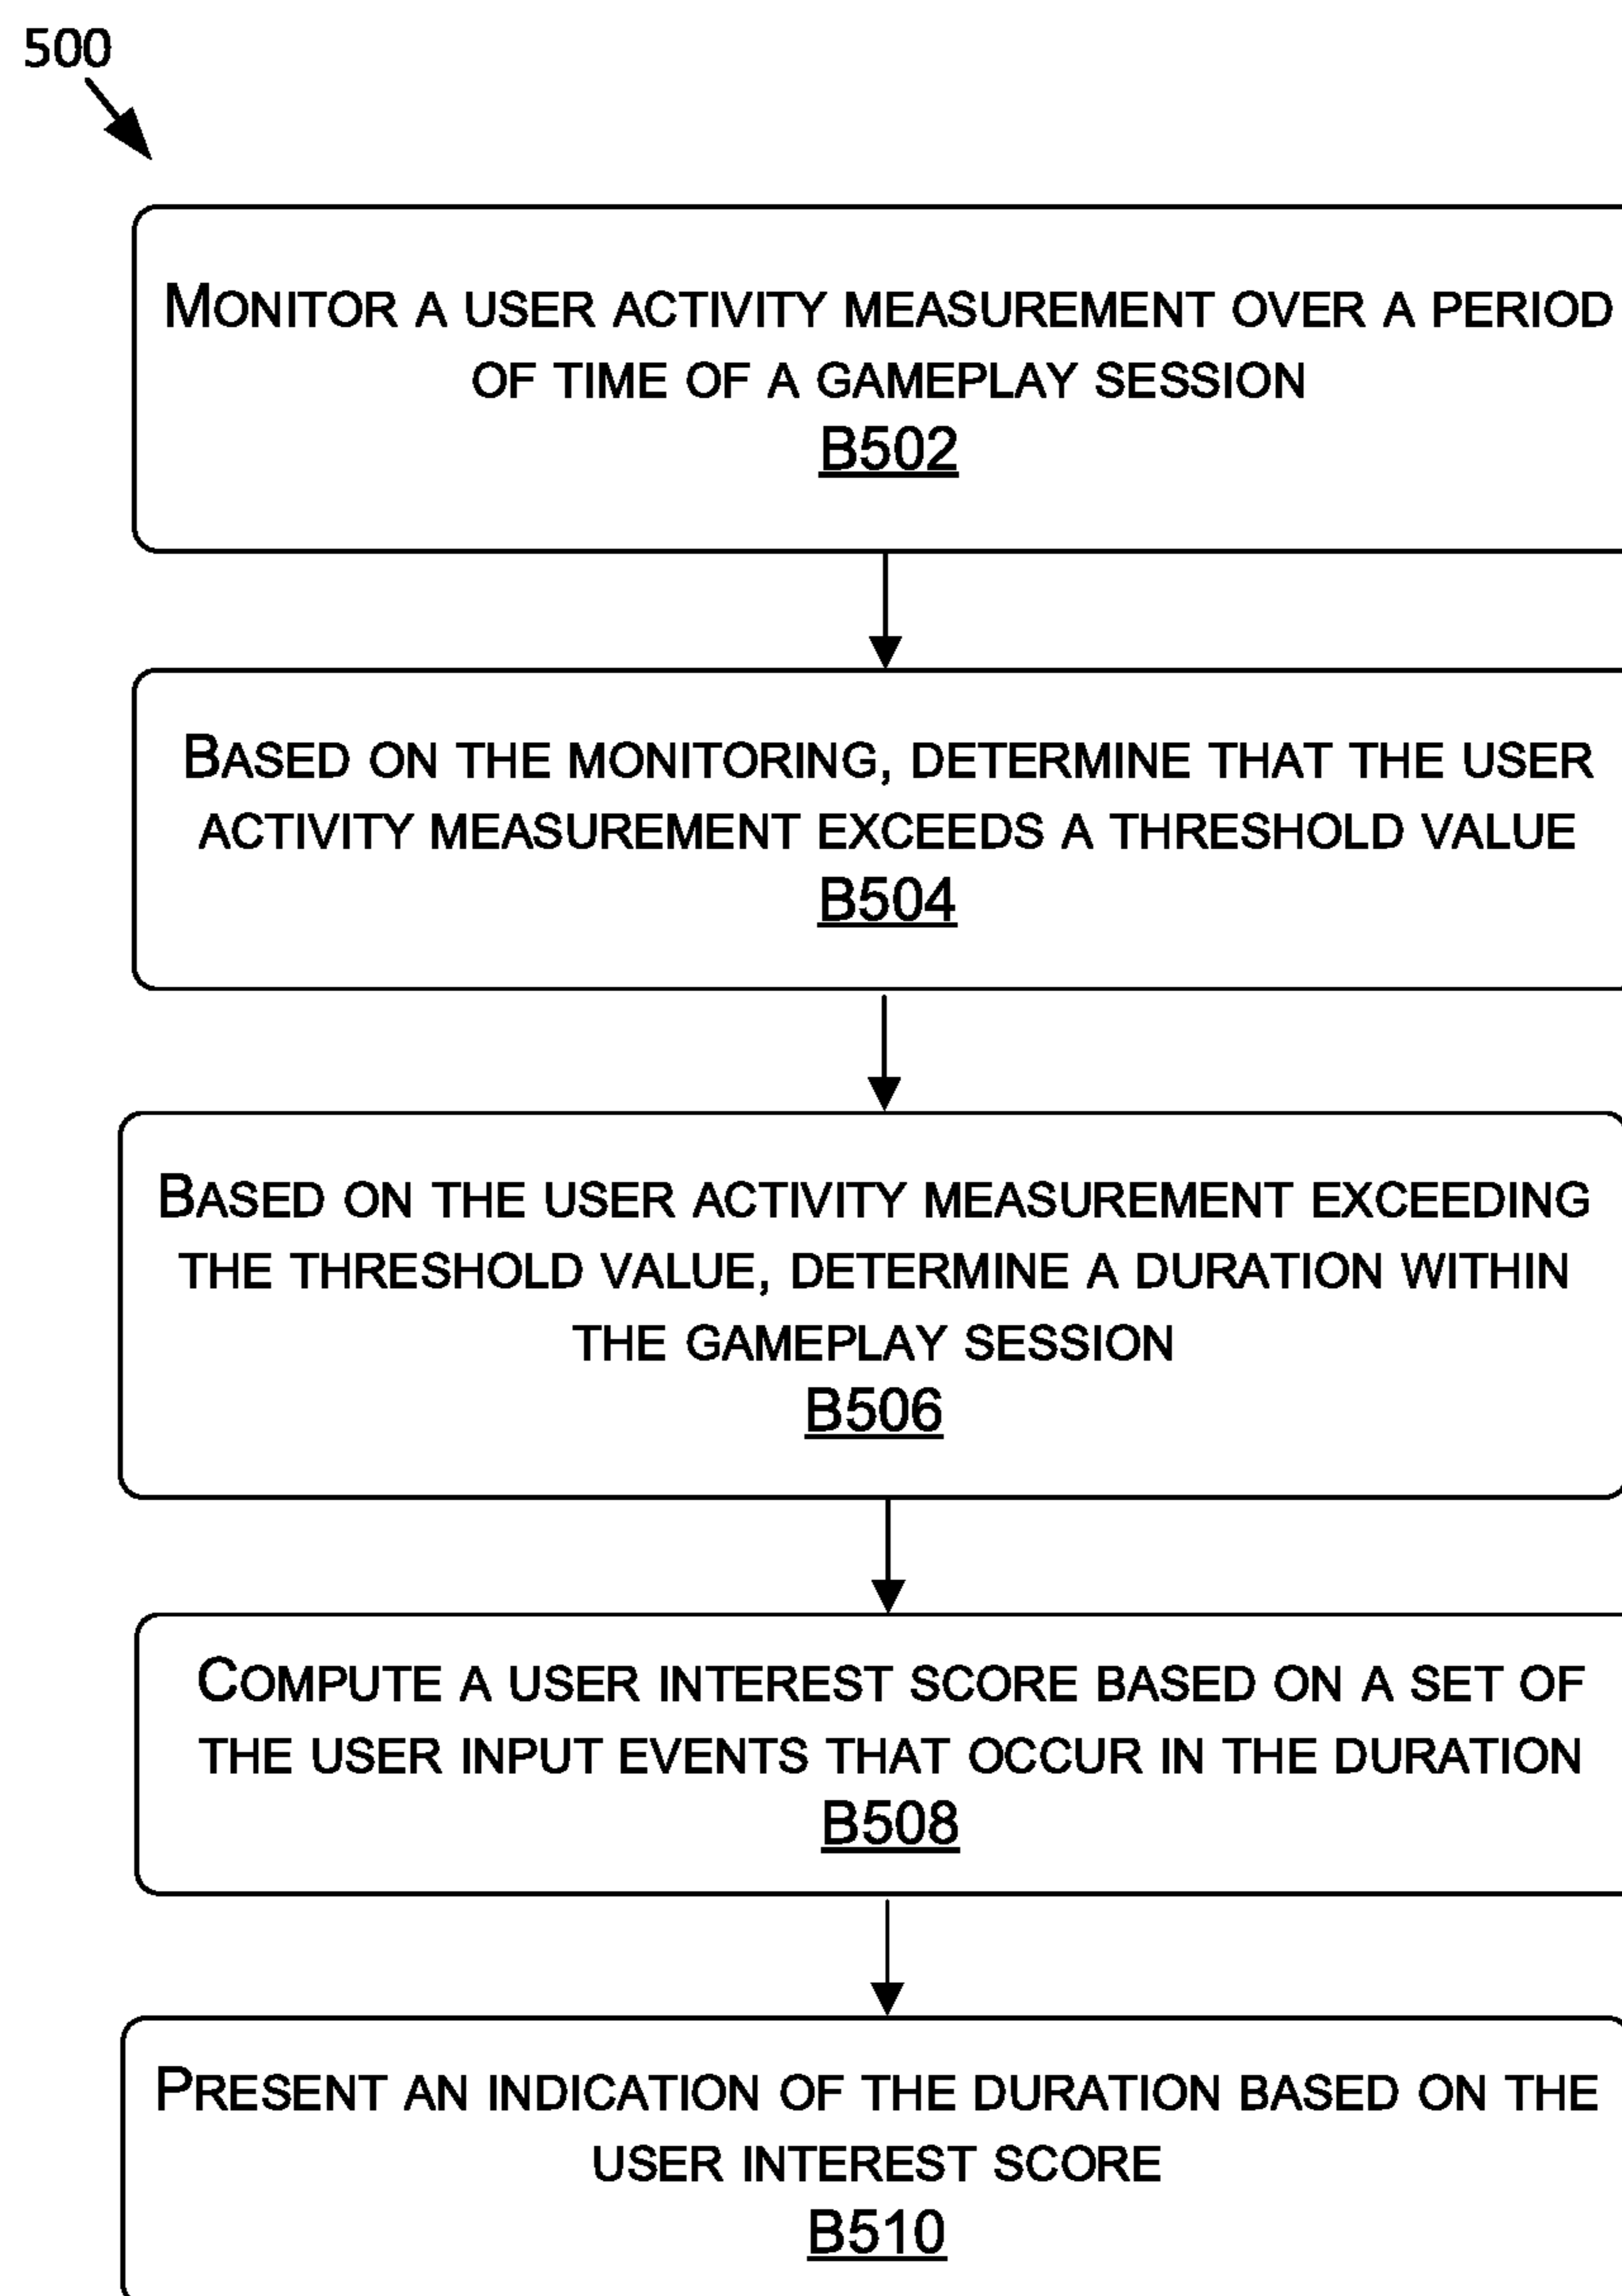 500
MONITOR A USER ACTIVITY MEASUREMENT OVER A PERIOD
OF TIME OF A GAMEPLAY SESSION
B502
BASED ON THE MONITORING, DETERMINE THAT THE USER
ACTIVITY MEASUREMENT EXCEEDS A THRESHOLD VALUE
B504
BASED ON THE USER ACTIVITY MEASUREMENT EXCEEDING
THE THRESHOLD VALUE, DETERMINE A DURATION WITHIN
THE GAMEPLAY SESSION
B506
COMPUTE A USER INTEREST SCORE BASED ON A SET OF
THE USER INPUT EVENTS THAT OCCUR IN THE DURATION
B508
PRESENT AN INDICATION OF THE DURATION BASED ON THE
USER INTEREST SCORE
B510